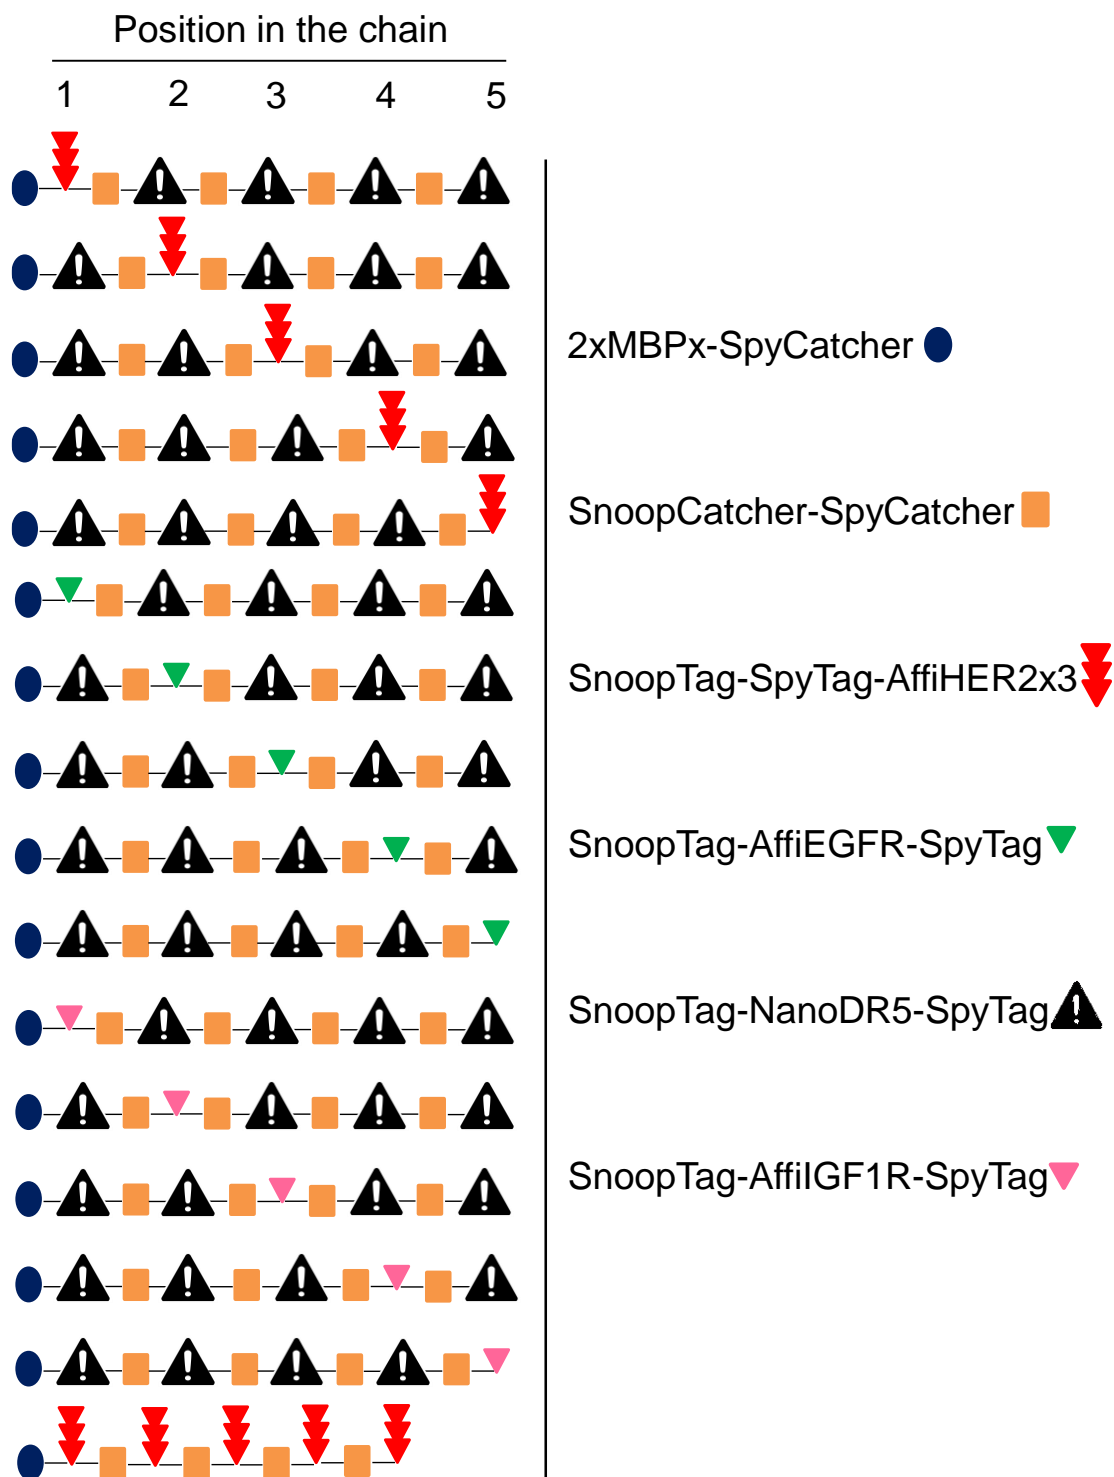 Position in the chain
1 2 3 4 5
2xMBPx-SpyCatcher
SnoopCatcher-SpyCatcher
SnoopTag-SpyTag-AffiHER2x3
SnoopTag-AffiEGFR-SpyTag
SnoopTag-NanoDR5-SpyTag
SnoopTag-AffiIGF1R-SpyTag